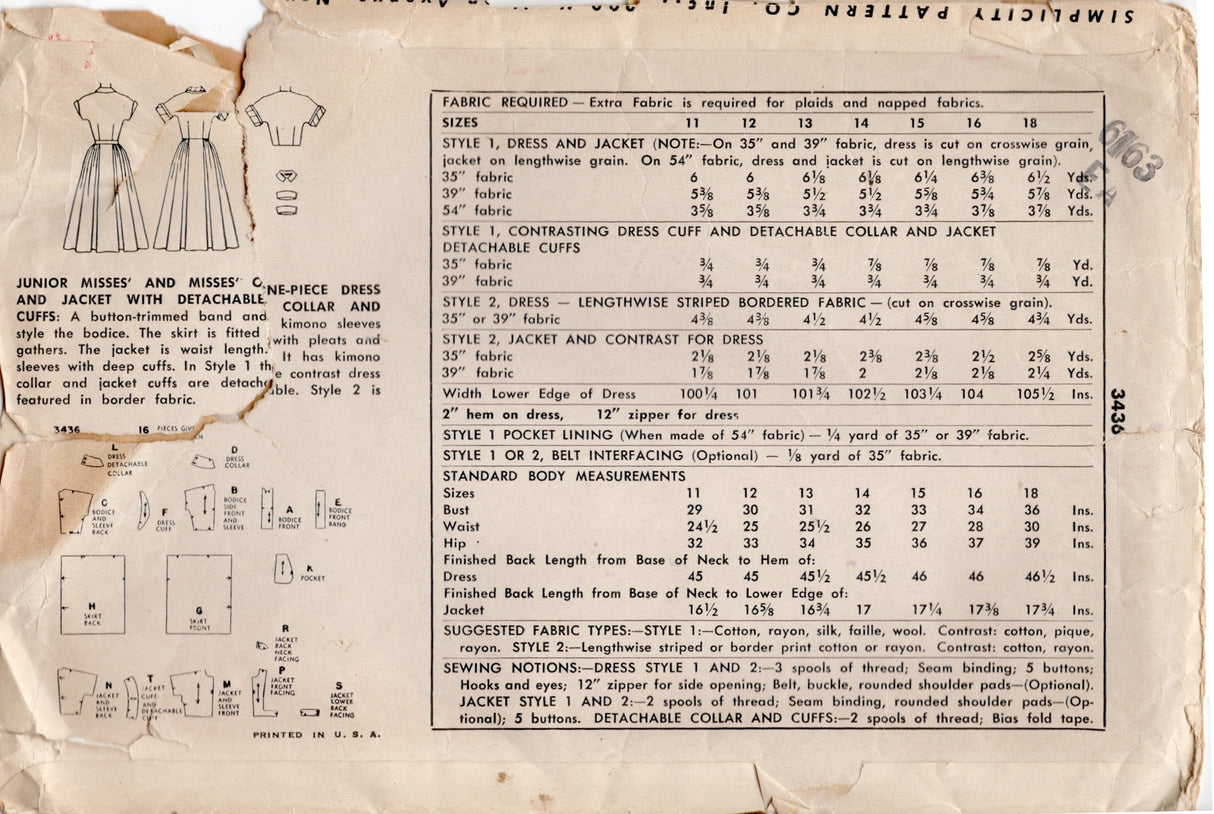 SIMPLICITY PATTERN CO. INC.
JUNIOR MISSES' AND MISSES' ONE-PIECE DRESS
AND JACKET WITH DETACHABLE COLLAR AND
CUFFS: A button-trimmed band and kimono sleeves
style the bodice. The skirt is fitted with pleats and
gathers. The jacket is waist length. It has kimono
sleeves with deep cuffs. In Style 1 the contrast dress
collar and jacket cuffs are detachable. Style 2 is
featured in border fabric.
3436 16 PIECES GIVEN
L
DRESS
DETACHABLE
COLLAR
D
DRESS
COLLAR
C
BODICE
AND
SLEEVE
BACK
F
DRESS
CUFF
B
BODICE
SIDE
FRONT
AND
SLEEVE
A
BODICE
FRONT
E
BODICE
FRONT
BAND
H
SKIRT
BACK
G
SKIRT
FRONT
K
POCKET
R
JACKET
BACK
NECK
FACING
N
JACKET
AND
SLEEVE
BACK
T
JACKET
CUFF
AND
DETACHABLE
CUFF
M
JACKET
AND
SLEEVE
FRONT
P
JACKET
FRONT
FACING
S
JACKET
LOWER
BACK
FACING
PRINTED IN U. S. A.
FABRIC REQUIRED — Extra Fabric is required for plaids and napped fabrics.
SIZES 11 12 13 14 15 16 18
STYLE 1, DRESS AND JACKET (NOTE:—On 35" and 39" fabric, dress is cut on crosswise grain,
jacket on lengthwise grain. On 54" fabric, dress and jacket is cut on lengthwise grain).
35" fabric 6 6 6⅛ 6⅛ 6¼ 6⅜ 6½ Yds.
39" fabric 5⅜ 5⅜ 5½ 5½ 5⅝ 5¾ 5⅞ Yds.
54" fabric 3⅝ 3⅝ 3¾ 3¾ 3¾ 3⅞ 3⅞ Yds.
STYLE 1, CONTRASTING DRESS CUFF AND DETACHABLE COLLAR AND JACKET
DETACHABLE CUFFS
35" fabric ¾ ¾ ¾ ⅞ ⅞ ⅞ ⅞ Yd.
39" fabric ¾ ¾ ¾ ¾ ¾ ¾ ¾ Yd.
STYLE 2, DRESS — LENGTHWISE STRIPED BORDERED FABRIC — (cut on crosswise grain).
35" or 39" fabric 4⅜ 4⅜ 4½ 4½ 4⅝ 4⅝ 4¾ Yds.
STYLE 2, JACKET AND CONTRAST FOR DRESS
35" fabric 2⅛ 2⅛ 2⅛ 2⅜ 2⅜ 2½ 2⅝ Yds.
39" fabric 1⅞ 1⅞ 1⅞ 2 2⅛ 2⅛ 2¼ Yds.
Width Lower Edge of Dress 100¼ 101 101¾ 102½ 103¼ 104 105½ Ins.
2" hem on dress, 12" zipper for dress
STYLE 1 POCKET LINING (When made of 54" fabric) — ¼ yard of 35" or 39" fabric.
STYLE 1 OR 2, BELT INTERFACING (Optional) — ⅛ yard of 35" fabric.
STANDARD BODY MEASUREMENTS
Sizes 11 12 13 14 15 16 18
Bust 29 30 31 32 33 34 36 Ins.
Waist 24½ 25 25½ 26 27 28 30 Ins.
Hip 32 33 34 35 36 37 39 Ins.
Finished Back Length from Base of Neck to Hem of:
Dress 45 45 45½ 45½ 46 46 46½ Ins.
Finished Back Length from Base of Neck to Lower Edge of:
Jacket 16½ 16⅝ 16¾ 17 17¼ 17⅜ 17¾ Ins.
SUGGESTED FABRIC TYPES:—STYLE 1:—Cotton, rayon, silk, faille, wool. Contrast: cotton, pique,
rayon. STYLE 2:—Lengthwise striped or border print cotton or rayon. Contrast: cotton, rayon.
SEWING NOTIONS:—DRESS STYLE 1 AND 2:—3 spools of thread; Seam binding; 5 buttons;
Hooks and eyes; 12" zipper for side opening; Belt, buckle, rounded shoulder pads—(Optional).
JACKET STYLE 1 AND 2:—2 spools of thread; Seam binding, rounded shoulder pads—(Op-
tional); 5 buttons. DETACHABLE COLLAR AND CUFFS:—2 spools of thread; Bias fold tape.
3436